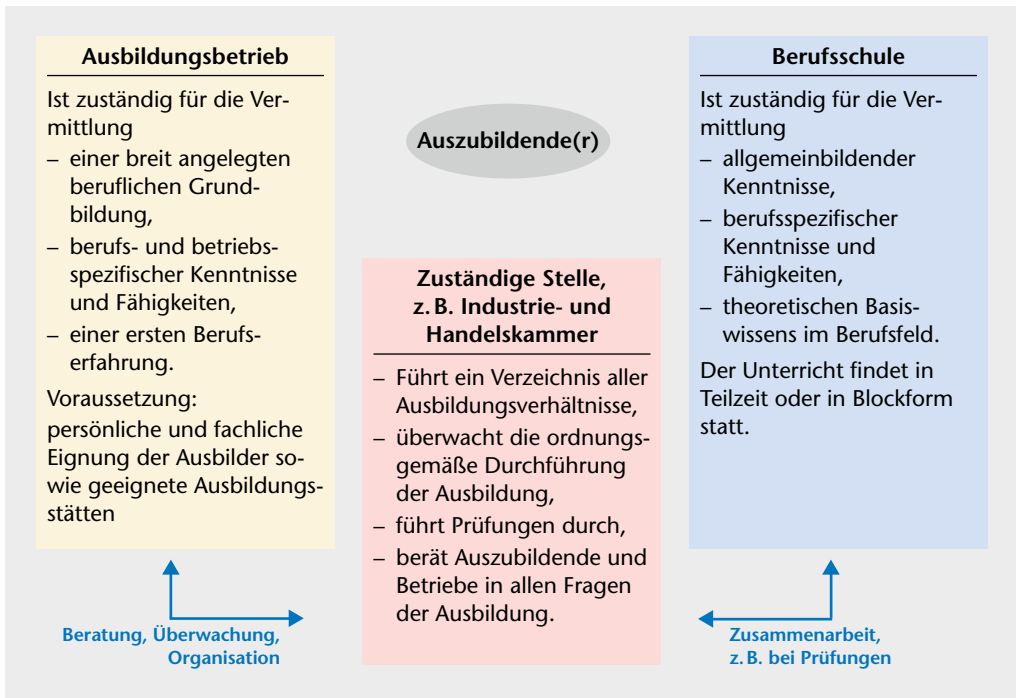 Ausbildungsbetrieb
Ist zuständig für die Ver-
mittlung
– einer breit angelegten
beruflichen Grund-
bildung,
– berufs- und betriebs-
spezifischer Kenntnisse
und Fähigkeiten,
– einer ersten Berufs-
erfahrung.
Voraussetzung:
persönliche und fachliche
Eignung der Ausbilder so-
wie geeignete Ausbildungs-
stätten
Auszubildende(r)
Zuständige Stelle,
z. B. Industrie- und
Handelskammer
– Führt ein Verzeichnis aller
Ausbildungsverhältnisse,
– überwacht die ordnungs-
gemäße Durchführung
der Ausbildung,
– führt Prüfungen durch,
– berät Auszubildende und
Betriebe in allen Fragen
der Ausbildung.
Berufsschule
Ist zuständig für die Ver-
mittlung
– allgemeinbildender
Kenntnisse,
– berufsspezifischer
Kenntnisse und
Fähigkeiten,
– theoretischen Basis-
wissens im Berufsfeld.
Der Unterricht findet in
Teilzeit oder in Blockform
statt.
Beratung, Überwachung,
Organisation
Zusammenarbeit,
z. B. bei Prüfungen